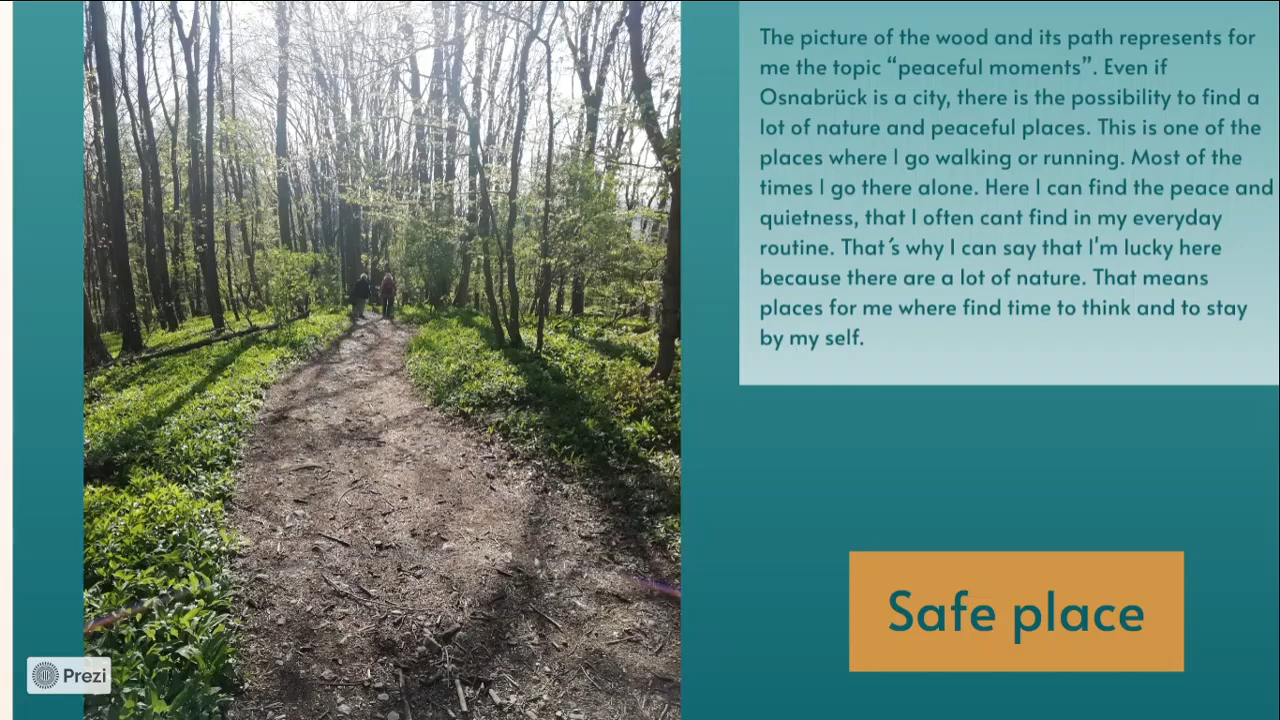 The picture of the wood and its path represents for
me the topic “peaceful moments”. Even if
Osnabrück is a city, there is the possibility to find a
lot of nature and peaceful places. This is one of the
places where I go walking or running. Most of the
times I go there alone. Here I can find the peace and
quietness, that I often cant find in my everyday
routine. That´s why I can say that I'm lucky here
because there are a lot of nature. That means
places for me where find time to think and to stay
by my self.
Safe place
Prezi